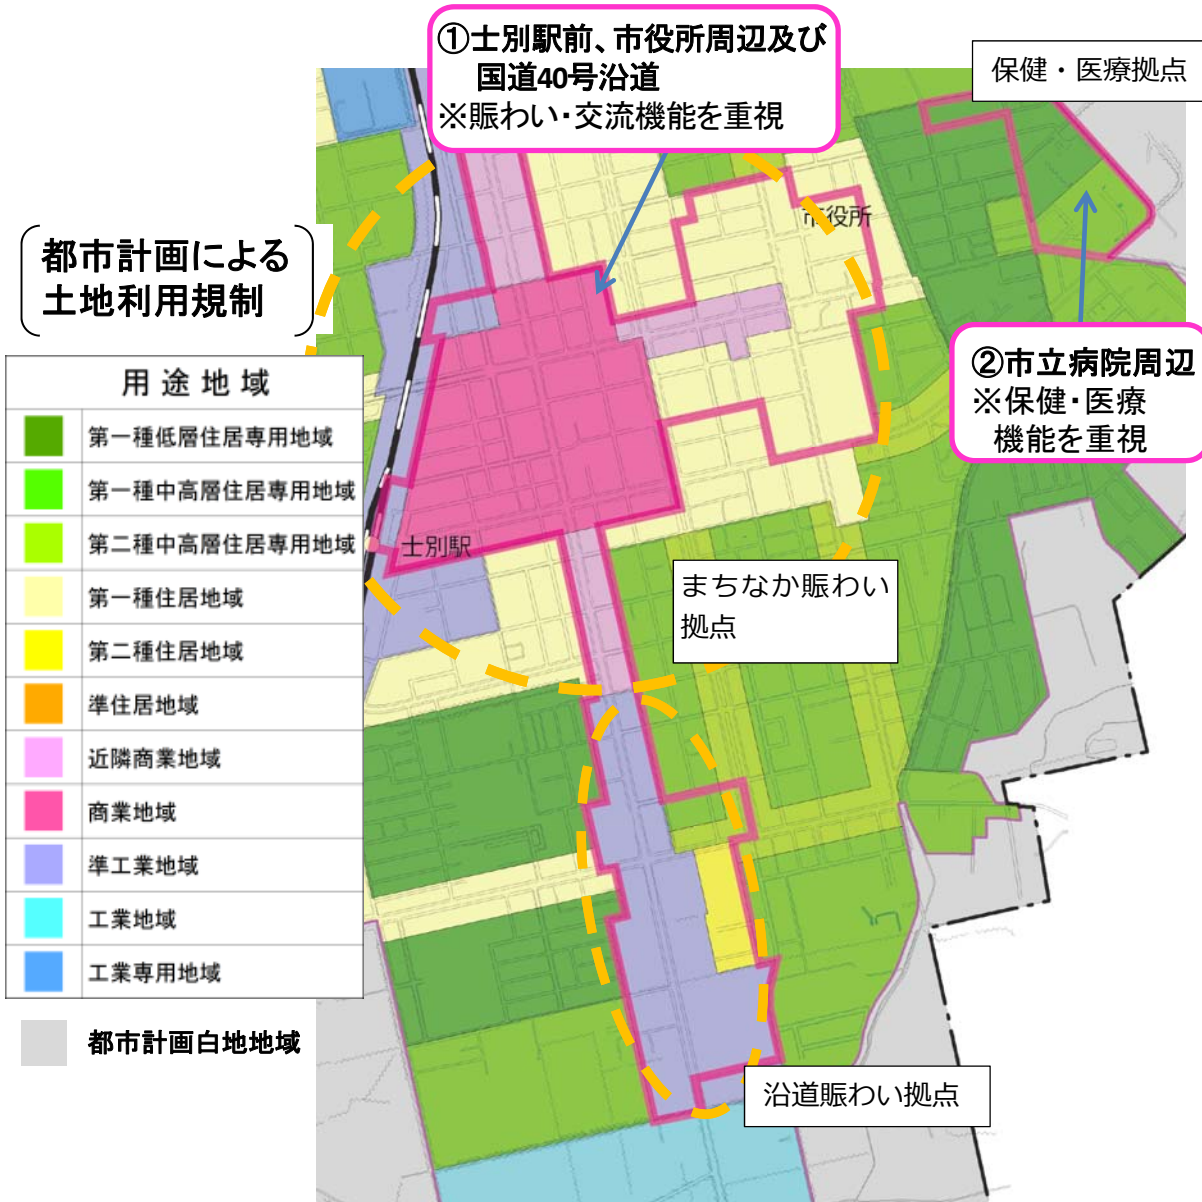 ①士別駅前、市役所周辺及び
国道40号沿道
※賑わい・交流機能を重視
保健・医療拠点
市役所
都市計画による
土地利用規制
②市立病院周辺
※保健・医療
機能を重視
用途地域
第一種低層住居専用地域
第一種中高層住居専用地域
第二種中高層住居専用地域
第一種住居地域
第二種住居地域
準住居地域
近隣商業地域
商業地域
準工業地域
工業地域
工業専用地域
都市計画白地地域
士別駅
まちなか賑わい
拠点
沿道賑わい拠点